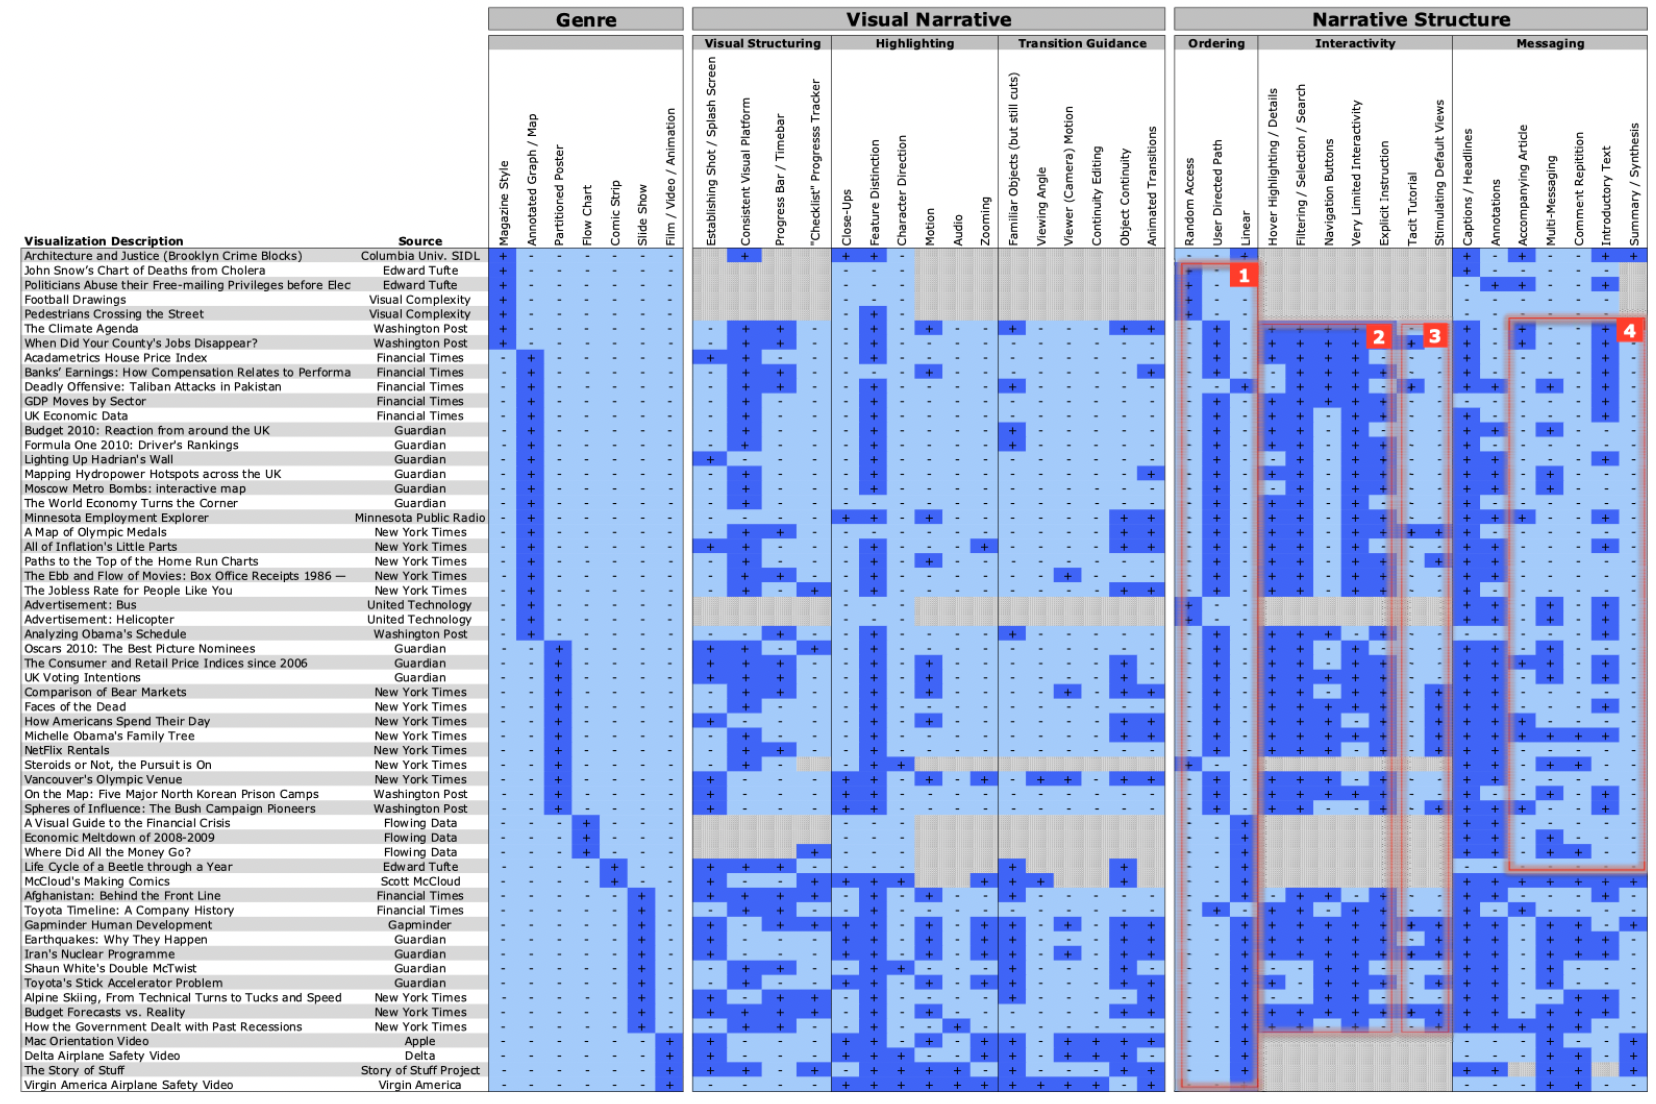 Genre
Visual Narrative
Narrative Structure
Visual Structuring
Highlighting
Transition Guidance
Ordering
Interactivity
Messaging
Visualization Description
Source
Magazine Style
Annotated Graph / Map
Partitioned Poster
Flow Chart
Comic Strip
Slide Show
Film / Video / Animation
Establishing Shot / Splash Screen
Consistent Visual Platform
Progress Bar / Timebar
"Checklist" Progresss Tracker
Close-Ups
Feature Distinction
Character Direction
Motion
Audio
Zooming
Familiar Objects (but still cuts)
Viewing Angle
Viewer (Camera) Motion
Continuity Editing
Object Continuity
Animated Transitions
Random Access
User Directed Path
Linear
Hover Highlighting / Details
Filtering / Selection / Search
Navigation Buttons
Very Limited Interactivity
Explicit Instruction
Tacit Tutorial
Stimulating Default Views
Captions / Headlines
Annotations
Accompanying Article
Multi-Messaging
Comment Repitition
Introductory Text
Summary / Synthesis
Architecture and Justice (Brooklyn Crime Blocks) Columbia Univ. SIDL
John Snow's Chart of Deaths from Cholera Edward Tufte
Politicians Abuse their Free-mailing Privileges before Elec Edward Tufte
Football Drawings Visual Complexity
Pedestrians Crossing the Street Visual Complexity
The Climate Agenda Washington Post
When Did Your County's Jobs Disappear? Washington Post
Acadametrics House Price Index Financial Times
Banks' Earnings: How Compensation Relates to Performa Financial Times
Deadly Offensive: Taliban Attacks in Pakistan Financial Times
GDP Moves by Sector Financial Times
UK Economic Data Financial Times
Budget 2010: Reaction from around the UK Guardian
Formula One 2010: Driver's Rankings Guardian
Lighting Up Hadrian's Wall Guardian
Mapping Hydropower Hotspots across the UK Guardian
Moscow Metro Bombs: interactive map Guardian
The World Economy Turns the Corner Guardian
Minnesota Employment Explorer Minnesota Public Radio
A Map of Olympic Medals New York Times
All of Inflation's Little Parts New York Times
Paths to the Top of the Home Run Charts New York Times
The Ebb and Flow of Movies: Box Office Receipts 1986 — New York Times
The Jobless Rate for People Like You New York Times
Advertisement: Bus United Technology
Advertisement: Helicopter United Technology
Analyzing Obama's Schedule Washington Post
Oscars 2010: The Best Picture Nominees Guardian
The Consumer and Retail Price Indices since 2006 Guardian
UK Voting Intentions Guardian
Comparison of Bear Markets New York Times
Faces of the Dead New York Times
How Americans Spend Their Day New York Times
Michelle Obama's Family Tree New York Times
NetFlix Rentals New York Times
Steroids or Not, the Pursuit is On New York Times
Vancouver's Olympic Venue New York Times
On the Map: Five Major North Korean Prison Camps Washington Post
Spheres of Influence: The Bush Campaign Pioneers Washington Post
A Visual Guide to the Financial Crisis Flowing Data
Economic Meltdown of 2008-2009 Flowing Data
Where Did All the Money Go? Flowing Data
Life Cycle of a Beetle through a Year Edward Tufte
McCloud's Making Comics Scott McCloud
Afghanistan: Behind the Front Line Financial Times
Toyota Timeline: A Company History Financial Times
Gapminder Human Development Gapminder
Earthquakes: Why They Happen Guardian
Iran's Nuclear Programme Guardian
Shaun White's Double McTwist Guardian
Toyota's Stick Accelerator Problem Guardian
Alpine Skiing, From Technical Turns to Tucks and Speed New York Times
Budget Forecasts vs. Reality New York Times
How the Government Dealt with Past Recessions New York Times
Mac Orientation Video Apple
Delta Airplane Safety Video Delta
The Story of Stuff Story of Stuff Project
Virgin America Airplane Safety Video Virgin America
1
2
3
4